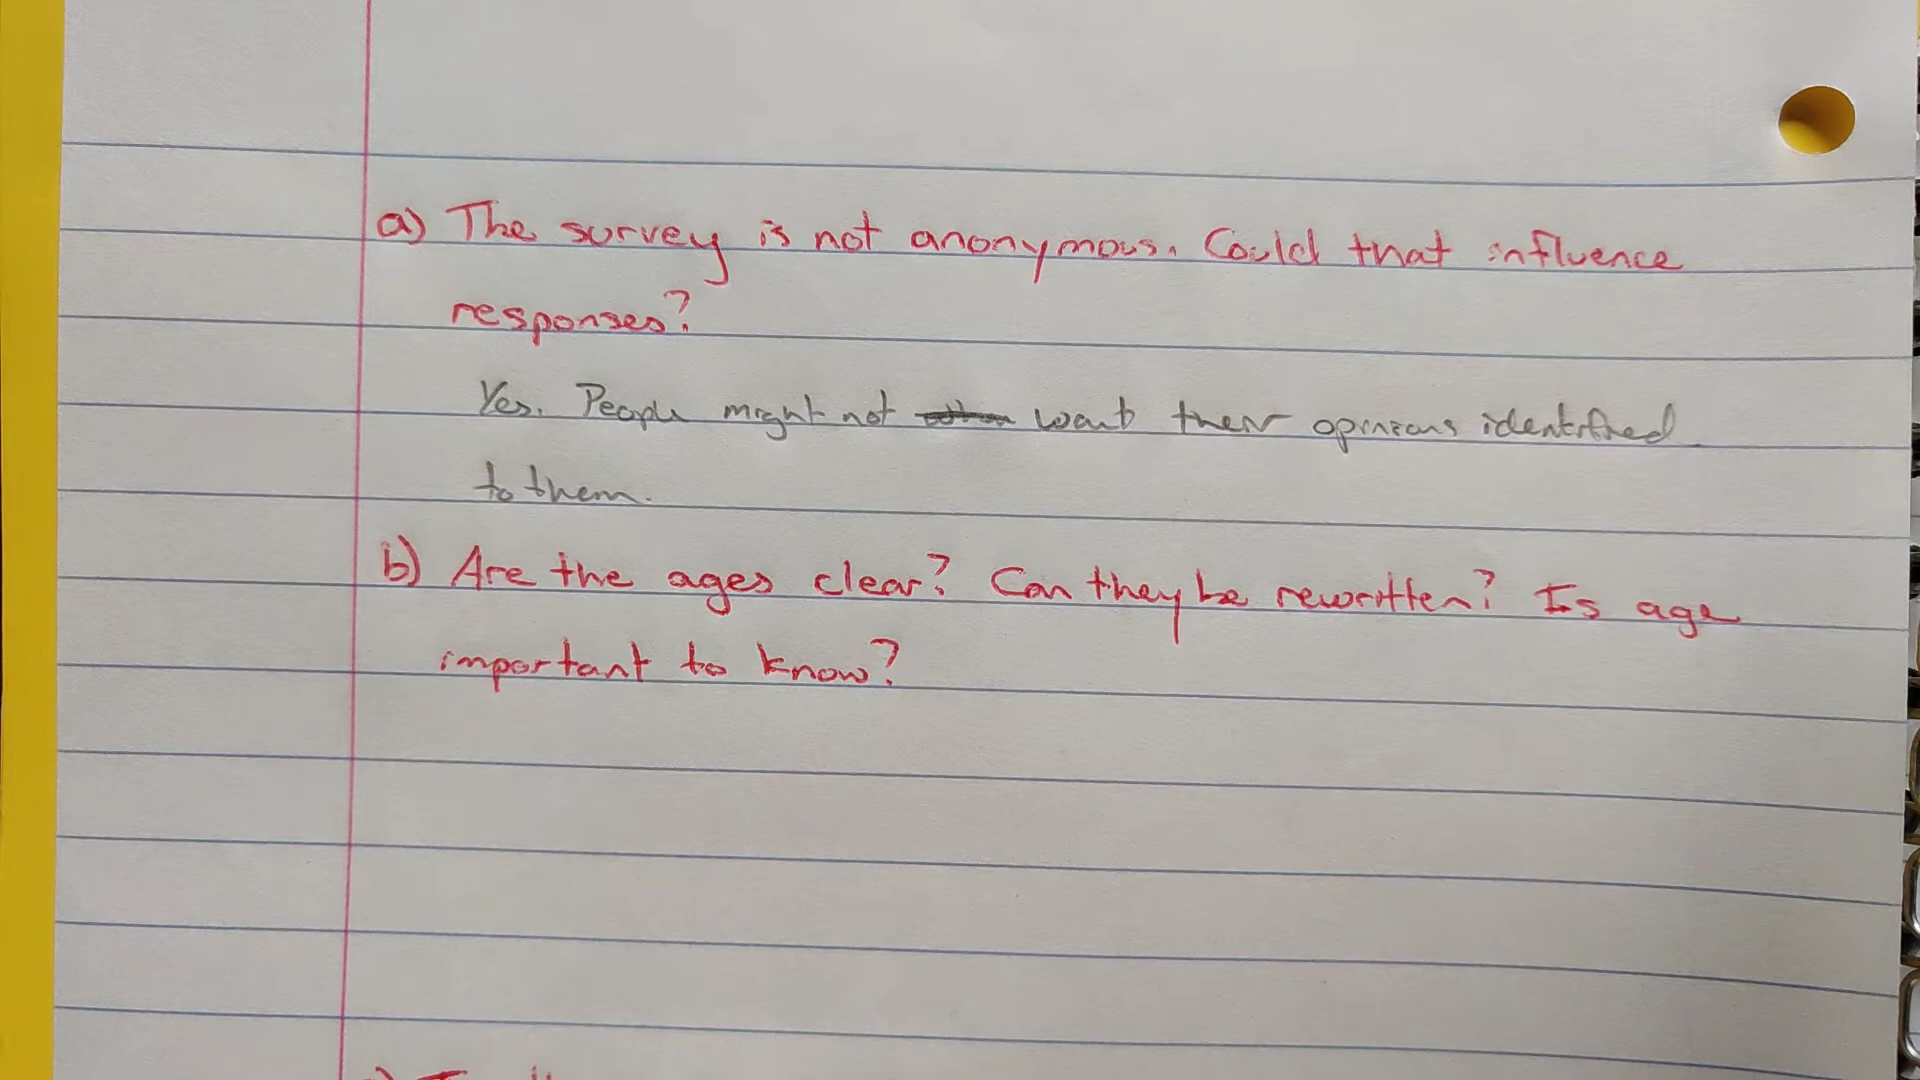 a) The survey is not anonymous. Could that influence
responses?
Yes. People might not want their opinions identified
to them.
b) Are the ages clear? Can they be rewritten? Is age
important to know?